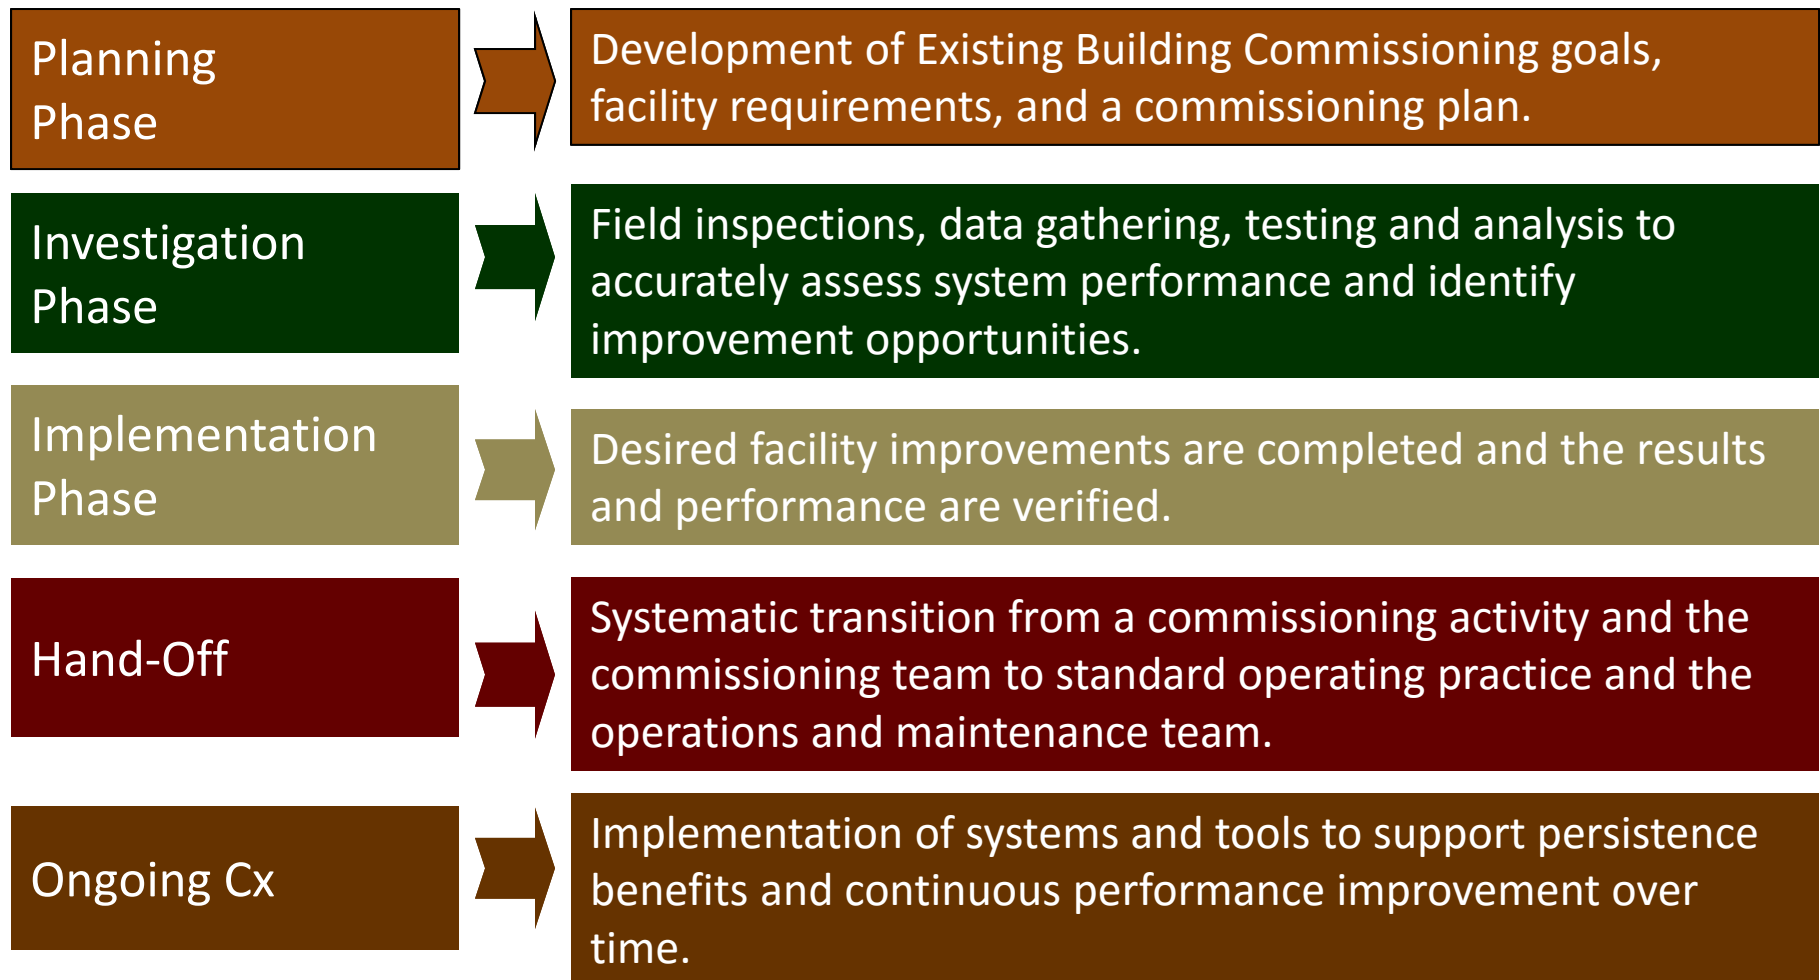 Planning
Phase
Development of Existing Building Commissioning goals,
facility requirements, and a commissioning plan.
Investigation
Phase
Field inspections, data gathering, testing and analysis to
accurately assess system performance and identify
improvement opportunities.
Implementation
Phase
Desired facility improvements are completed and the results
and performance are verified.
Hand-Off
Systematic transition from a commissioning activity and the
commissioning team to standard operating practice and the
operations and maintenance team.
Ongoing Cx
Implementation of systems and tools to support persistence
benefits and continuous performance improvement over
time.